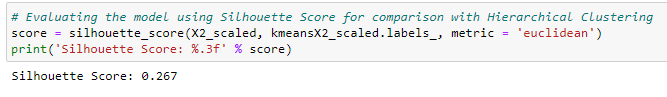 # Evaluating the model using Silhouette Score for comparison with Hierarchical Clustering
score = silhouette_score(X2_scaled, kmeansX2_scaled.labels_, metric = 'euclidean')
print('Silhouette Score: %.3f' % score)
Silhouette Score: 0.267